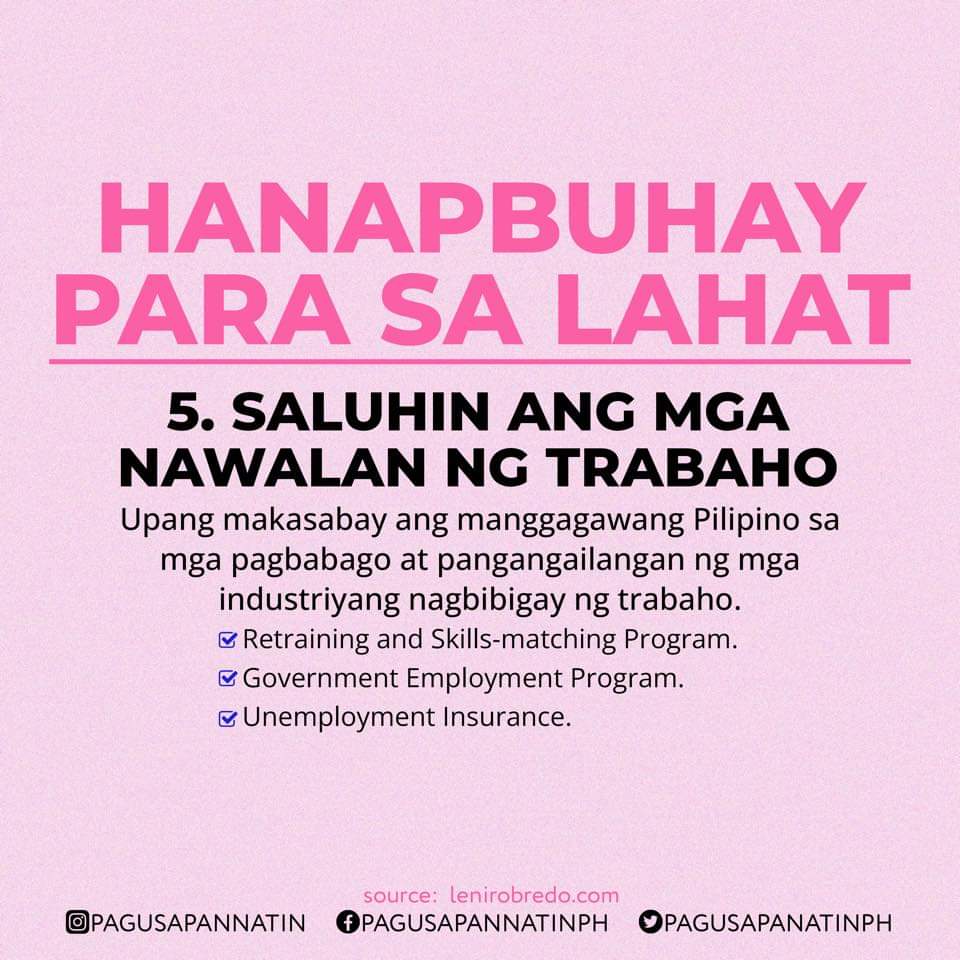 HANAPBUHAY
PARA SA LAHAT
5. SALUHIN ANG MGA
NAWALAN NG TRABAHO
Upang makasabay ang manggagawang Pilipino sa
mga pagbabago at pangangailangan ng mga
industriyang nagbibigay ng trabaho.
Retraining and Skills-matching Program.
Government Employment Program.
Unemployment Insurance.
source: lenirobredo.com
PAGUSAPANNATIN PAGUSAPANNATINPH PAGUSAPANATINPH